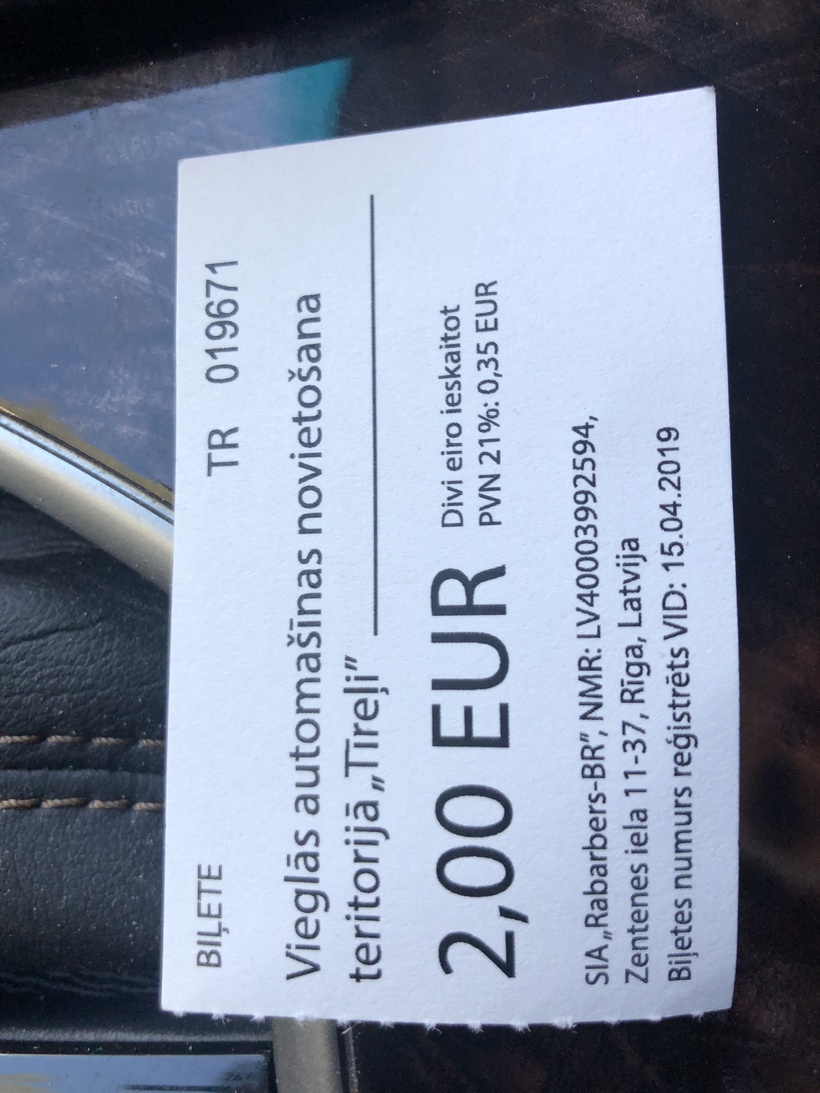 BIĻETE TR 019671
Vieglās automašīnas novietošana
teritorijā „Tīreļi” ____________
2,00 EUR Divi eiro ieskaitot
PVN 21%: 0,35 EUR
SIA „Rabarbers-BR”, NMR: LV40003992594,
Zentenes iela 11-37, Rīga, Latvija
Biļetes numurs reģistrēts VID: 15.04.2019